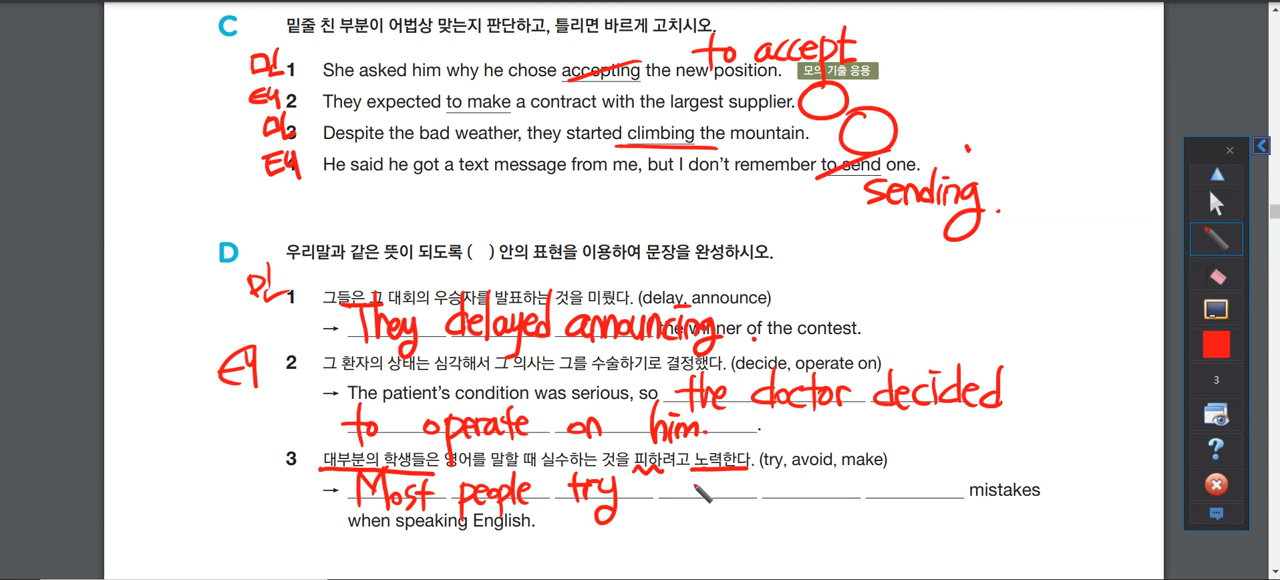 C 밑줄 친 부분이 어법상 맞는지 판단하고, 틀리면 바르게 고치시오.
to accept
민 1 She asked him why he chose accepting the new position. 모의 기출 응용
태 2 They expected to make a contract with the largest supplier.
민 3 Despite the bad weather, they started climbing the mountain.
태 4 He said he got a text message from me, but I don't remember to send one.
sending.
D 우리말과 같은 뜻이 되도록 ( ) 안의 표현을 이용하여 문장을 완성하시오.
민 1 그들은 그 대회의 우승자를 발표하는 것을 미뤘다. (delay, announce)
→ They delayed announcing the winner of the contest.
태 2 그 환자의 상태는 심각해서 그 의사는 그를 수술하기로 결정했다. (decide, operate on)
→ The patient's condition was serious, so the doctor decided
to operate on him.
3 대부분의 학생들은 영어를 말할 때 실수하는 것을 피하려고 노력한다. (try, avoid, make)
→ Most people try mistakes
when speaking English.
3